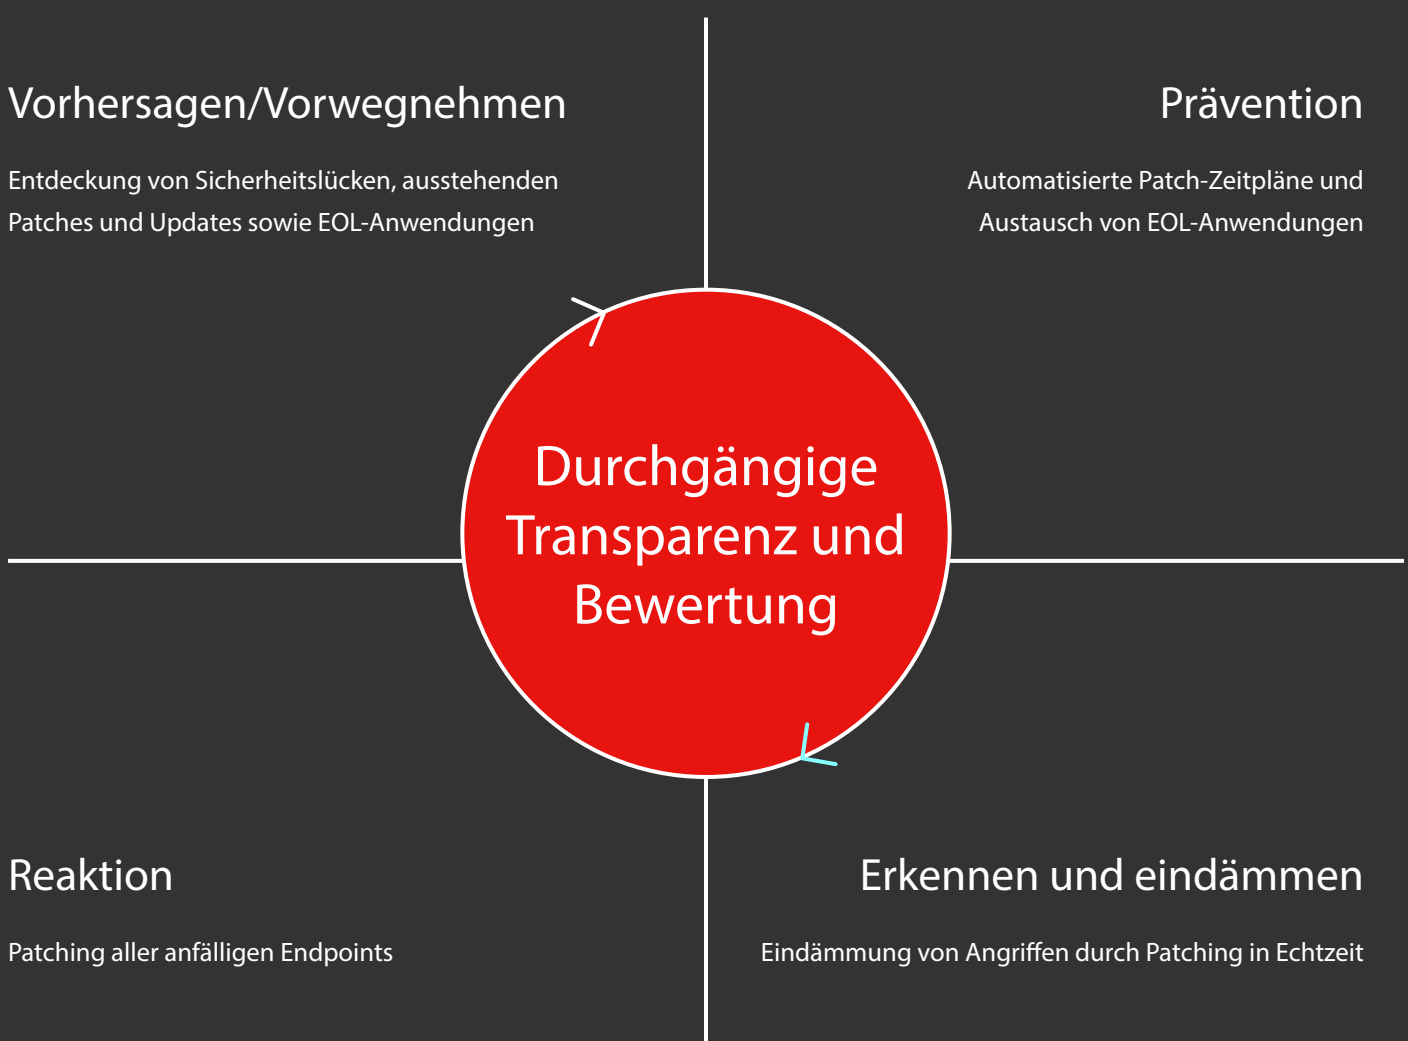 Vorhersagen/Vorwegnehmen
Entdeckung von Sicherheitslücken, ausstehenden
Patches und Updates sowie EOL-Anwendungen
Prävention
Automatisierte Patch-Zeitpläne und
Austausch von EOL-Anwendungen
Durchgängige
Transparenz und
Bewertung
Reaktion
Patching aller anfälligen Endpoints
Erkennen und eindämmen
Eindämmung von Angriffen durch Patching in Echtzeit